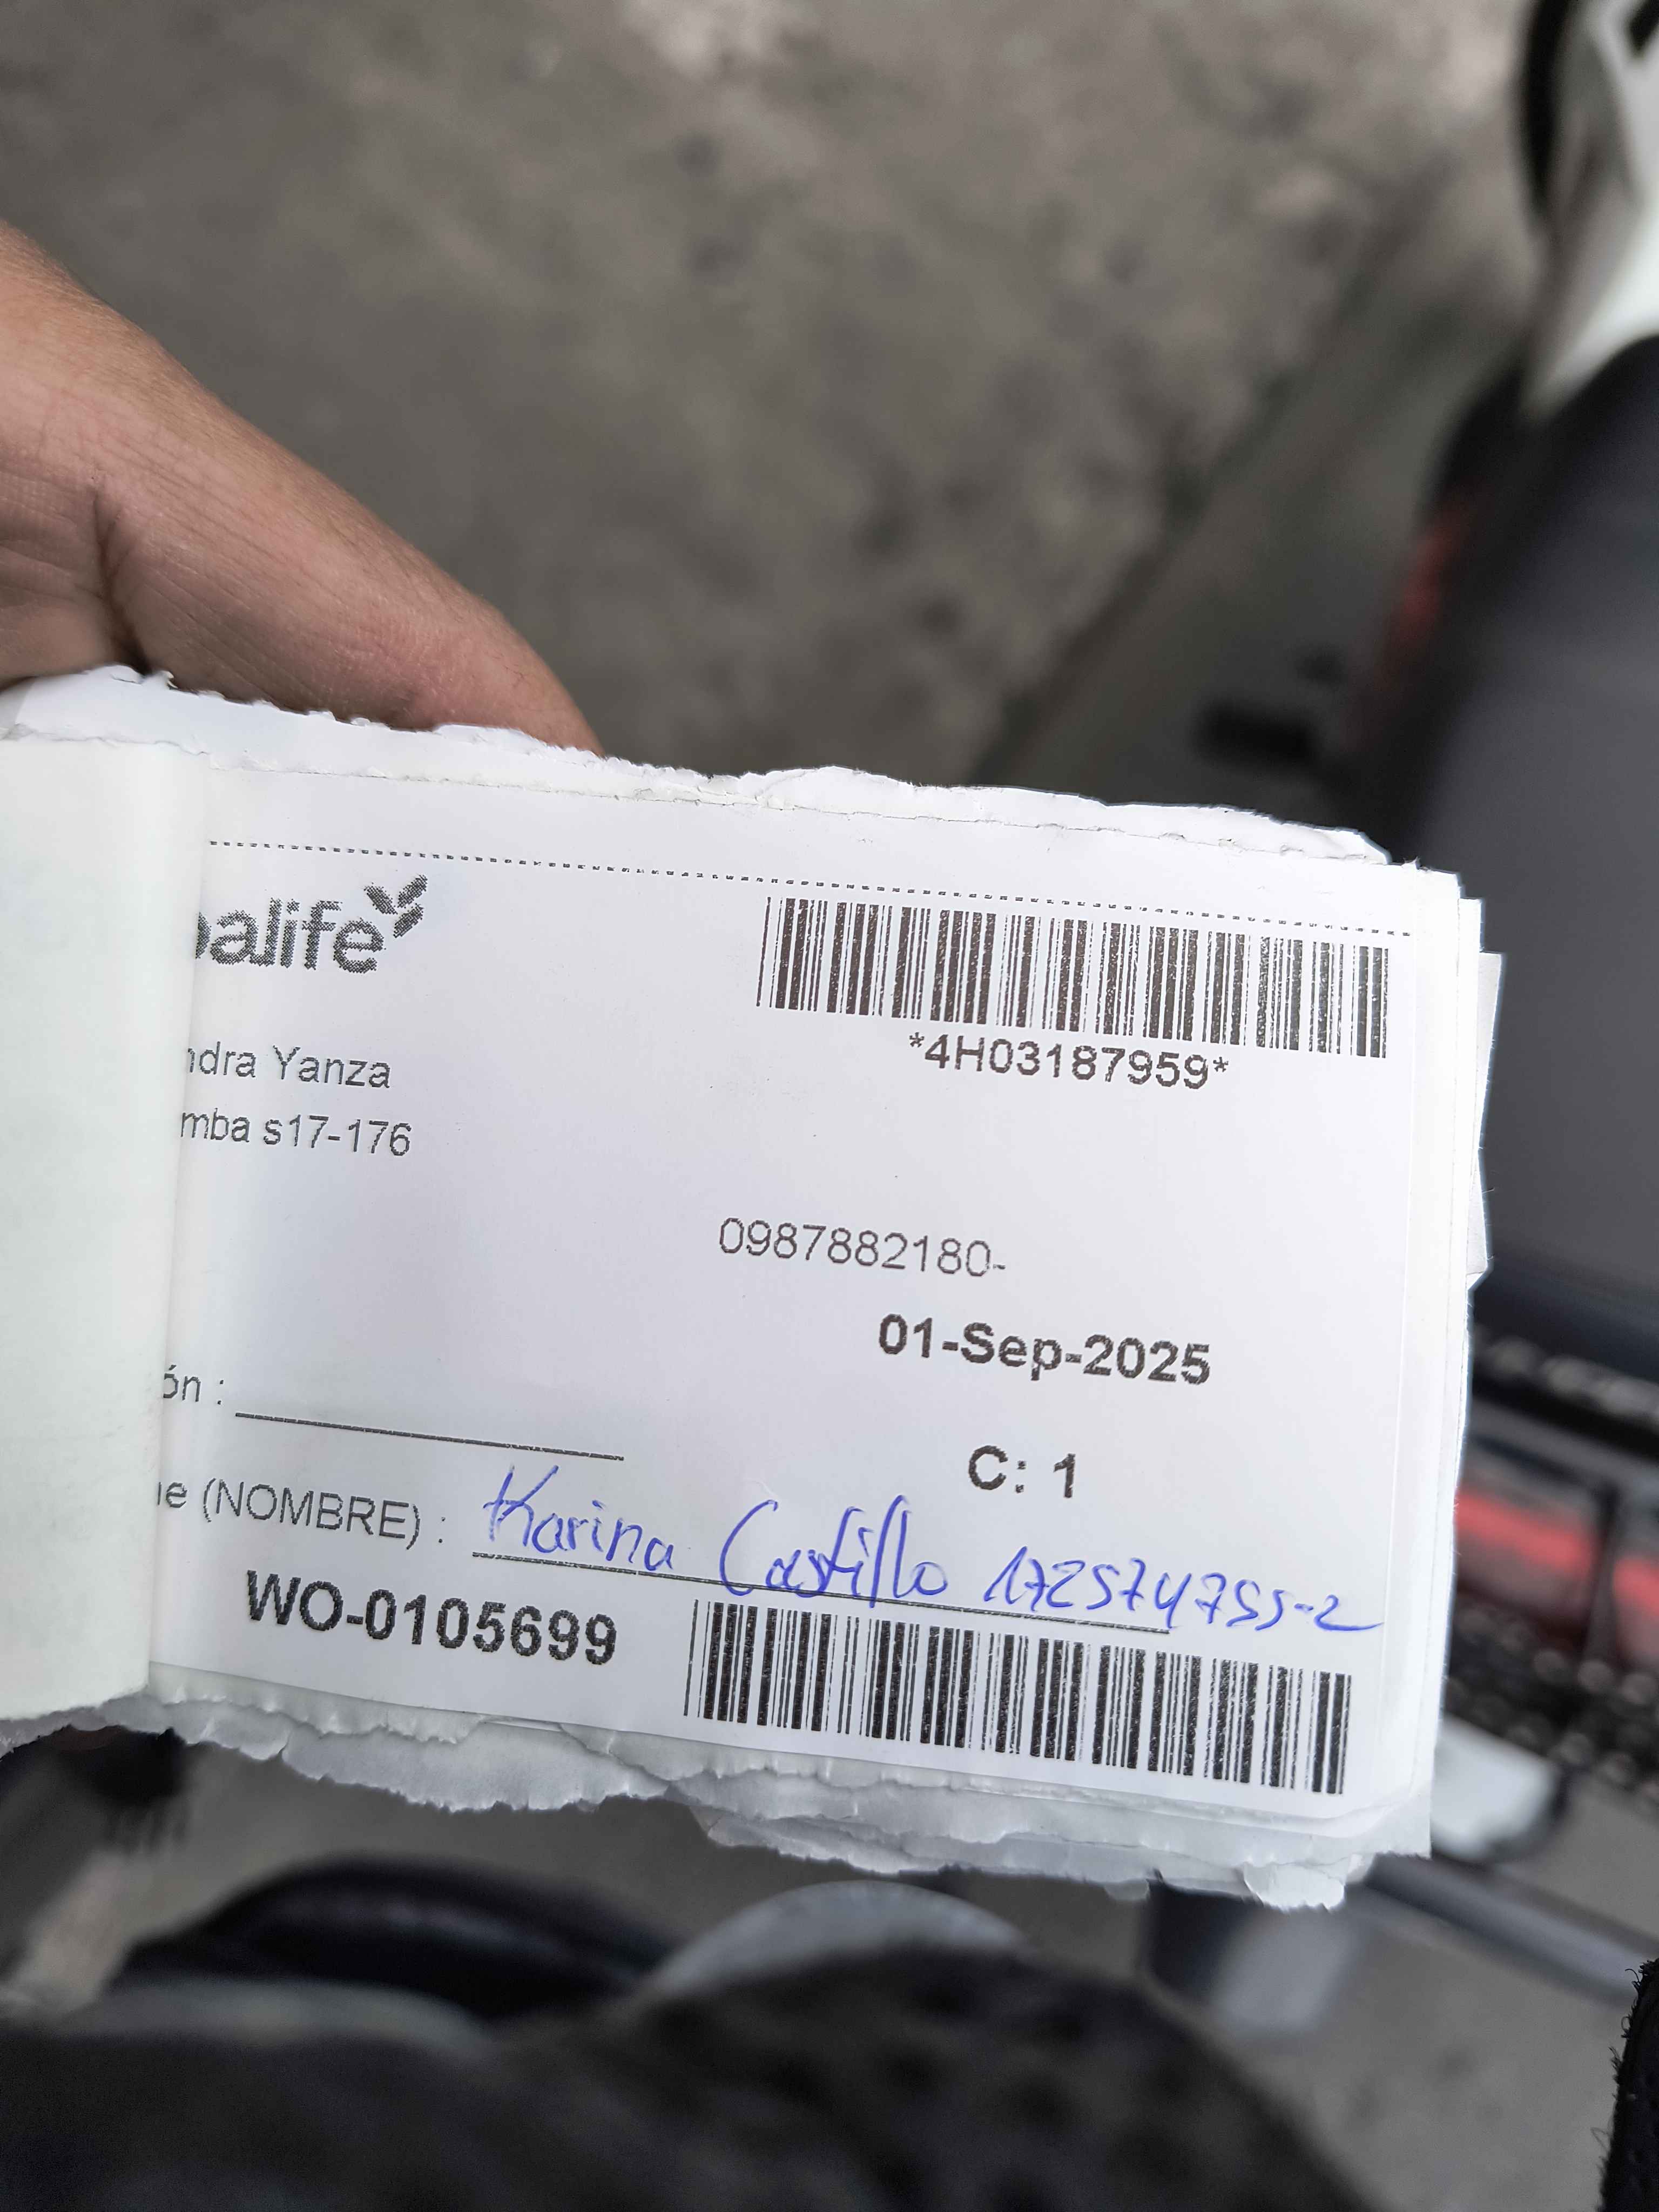 balife
*4H03187959*
ndra Yanza
mba s17-176
0987882180-
01-Sep-2025
ón :
C: 1
ne (NOMBRE) : Karina Castillo 172574755-2
WO-0105699